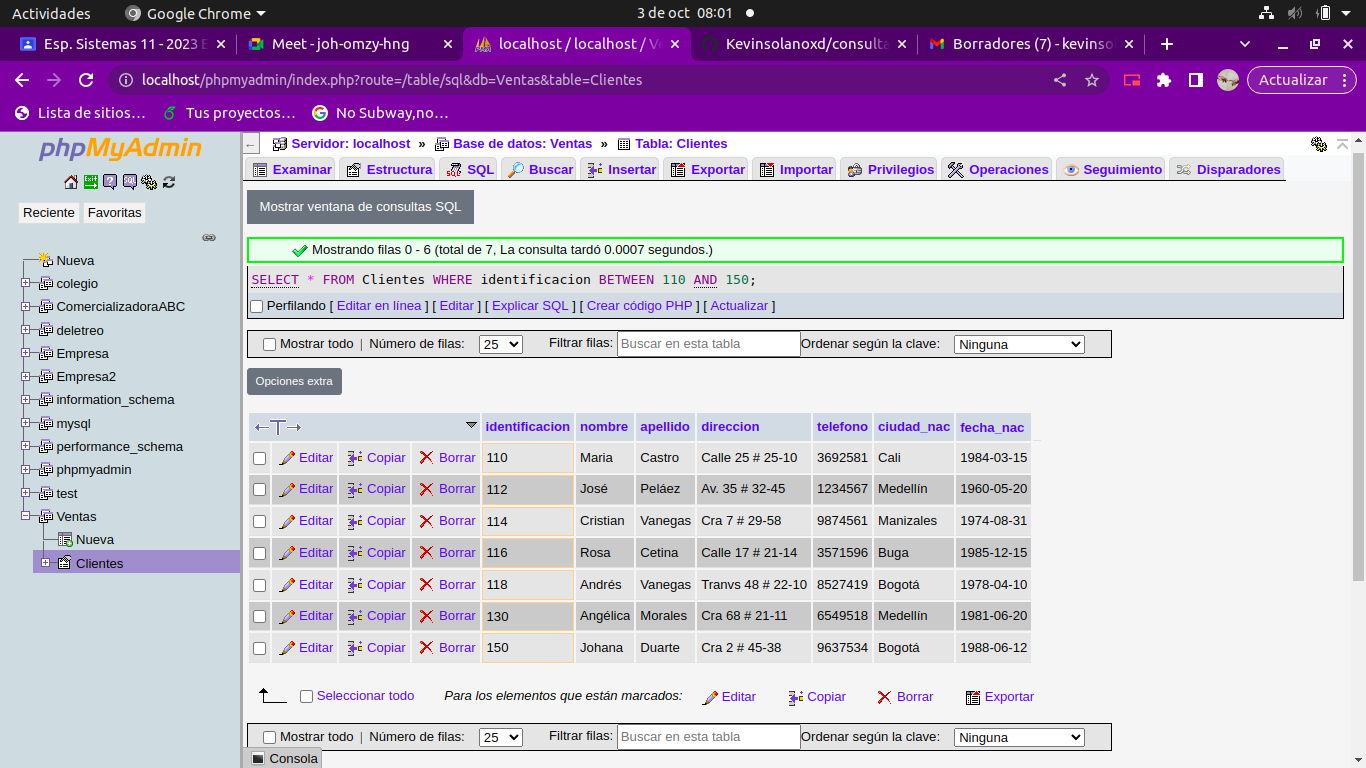 Actividades Google Chrome 3 de oct 08:01
Esp. Sistemas 11 - 2023 Meet - joh-omzy-hng localhost / localhost / Ve Kevinsolanoxd/consulta Borradores (7) - kevinso
localhost/phpmyadmin/index.php?route=/table/sql&db=Ventas&table=Clientes Actualizar
Lista de sitios… Tus proyectos… No Subway,no…
phpMyAdmin
Reciente Favoritas
Nueva
colegio
ComercializadoraABC
deletreo
Empresa
Empresa2
information_schema
mysql
performance_schema
phpmyadmin
test
Ventas
Nueva
Clientes
Servidor: localhost » Base de datos: Ventas » Tabla: Clientes
Examinar Estructura SQL Buscar Insertar Exportar Importar Privilegios Operaciones Seguimiento Disparadores
Mostrar ventana de consultas SQL
Mostrando filas 0 - 6 (total de 7, La consulta tardó 0.0007 segundos.)
SELECT * FROM Clientes WHERE identificacion BETWEEN 110 AND 150;
Perfilando [ Editar en línea ] [ Editar ] [ Explicar SQL ] [ Crear código PHP ] [ Actualizar ]
Mostrar todo | Número de filas: 25 Filtrar filas: Buscar en esta tabla Ordenar según la clave: Ninguna
Opciones extra
←T→ identificacion nombre apellido direccion telefono ciudad_nac fecha_nac
Editar Copiar Borrar 110 Maria Castro Calle 25 # 25-10 3692581 Cali 1984-03-15
Editar Copiar Borrar 112 José Peláez Av. 35 # 32-45 1234567 Medellín 1960-05-20
Editar Copiar Borrar 114 Cristian Vanegas Cra 7 # 29-58 9874561 Manizales 1974-08-31
Editar Copiar Borrar 116 Rosa Cetina Calle 17 # 21-14 3571596 Buga 1985-12-15
Editar Copiar Borrar 118 Andrés Vanegas Tranvs 48 # 22-10 8527419 Bogotá 1978-04-10
Editar Copiar Borrar 130 Angélica Morales Cra 68 # 21-11 6549518 Medellín 1981-06-20
Editar Copiar Borrar 150 Johana Duarte Cra 2 # 45-38 9637534 Bogotá 1988-06-12
Seleccionar todo Para los elementos que están marcados: Editar Copiar Borrar Exportar
Mostrar todo | Número de filas: 25 Filtrar filas: Buscar en esta tabla Ordenar según la clave: Ninguna
Consola